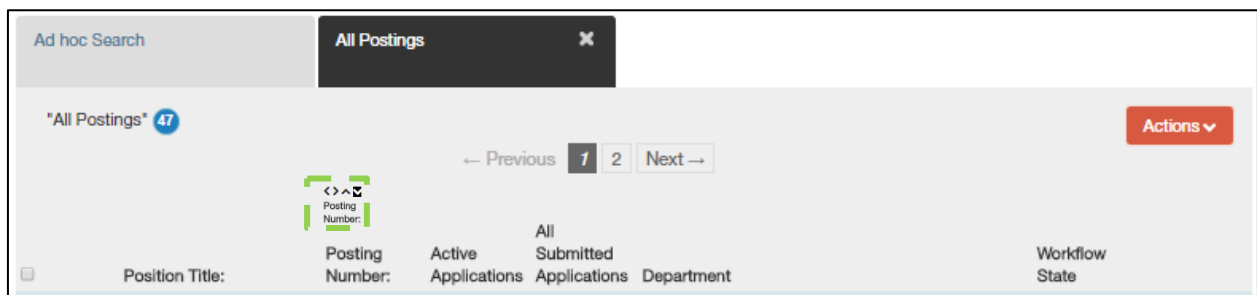 Ad hoc Search All Postings
"All Postings" 47 Actions
← Previous 1 2 Next →
Posting
Number:
All
Posting Active Submitted Workflow
Position Title: Number: Applications Applications Department State